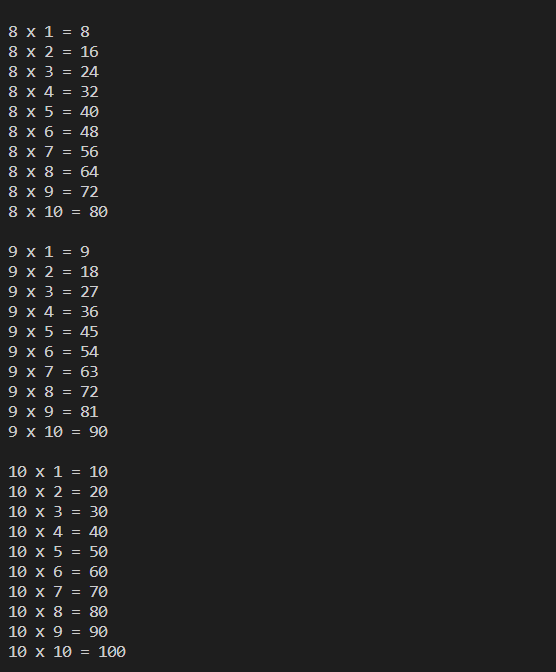 8 x 1 = 8
8 x 2 = 16
8 x 3 = 24
8 x 4 = 32
8 x 5 = 40
8 x 6 = 48
8 x 7 = 56
8 x 8 = 64
8 x 9 = 72
8 x 10 = 80
9 x 1 = 9
9 x 2 = 18
9 x 3 = 27
9 x 4 = 36
9 x 5 = 45
9 x 6 = 54
9 x 7 = 63
9 x 8 = 72
9 x 9 = 81
9 x 10 = 90
10 x 1 = 10
10 x 2 = 20
10 x 3 = 30
10 x 4 = 40
10 x 5 = 50
10 x 6 = 60
10 x 7 = 70
10 x 8 = 80
10 x 9 = 90
10 x 10 = 100